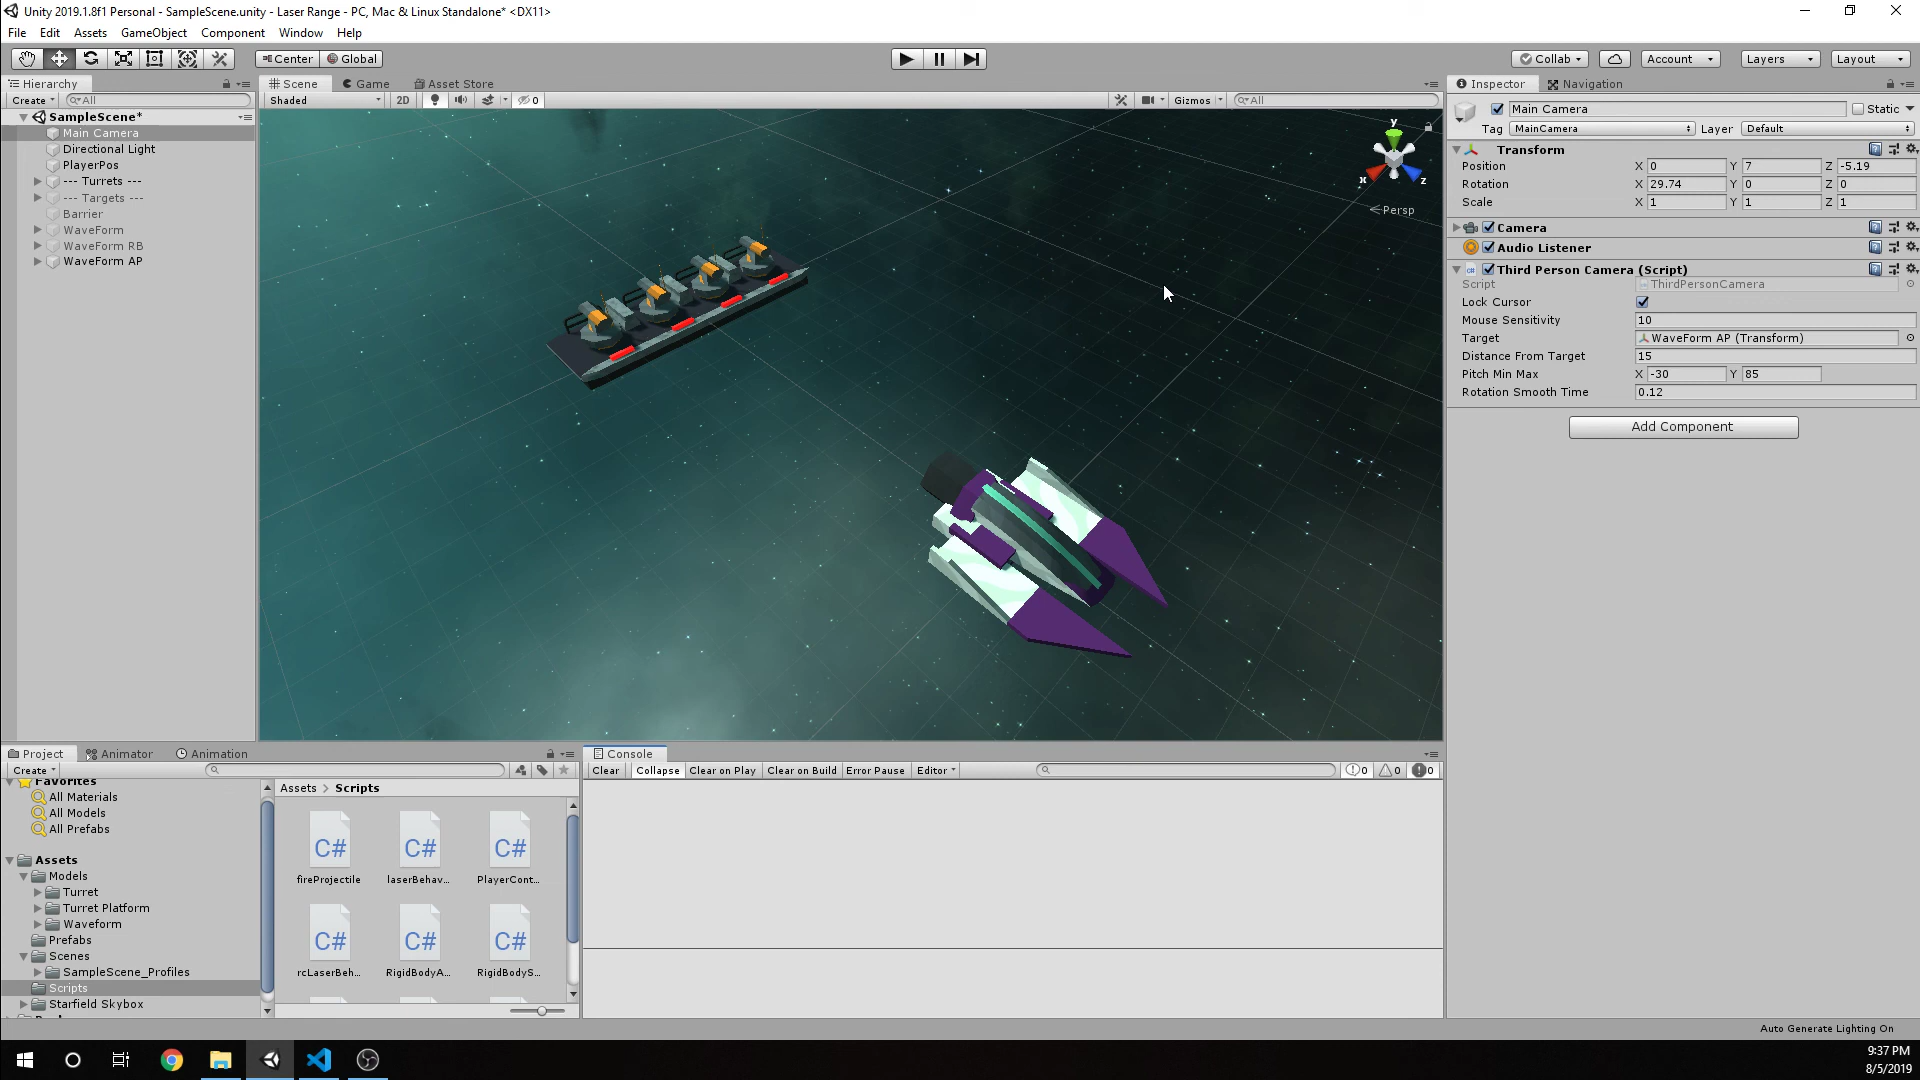 Unity 2019.1.8f1 Personal - SampleScene.unity - Laser Range - PC, Mac & Linux Standalone* <DX11>
File Edit Assets GameObject Component Window Help
Center Global
Collab Account Layers Layout
Hierarchy
Create All
SampleScene*
Main Camera
Directional Light
PlayerPos
--- Turrets ---
--- Targets ---
Barrier
WaveForm
WaveForm RB
WaveForm AP
Scene Game Asset Store
Shaded 2D 0 Gizmos All
y
x z
Persp
Inspector Navigation
Main Camera Static
Tag MainCamera Layer Default
Transform
Position X 0 Y 7 Z -5.19
Rotation X 29.74 Y 0 Z 0
Scale X 1 Y 1 Z 1
Camera
Audio Listener
Third Person Camera (Script)
Script ThirdPersonCamera
Lock Cursor
Mouse Sensitivity 10
Target WaveForm AP (Transform)
Distance From Target 15
Pitch Min Max X -30 Y 85
Rotation Smooth Time 0.12
Add Component
Project Animator Animation
Create
Favorites
All Materials
All Models
All Prefabs
Assets
Models
Turret
Turret Platform
Waveform
Prefabs
Scenes
SampleScene_Profiles
Scripts
Starfield Skybox
Assets > Scripts
C# C# C#
fireProjectile laserBehav... PlayerCont...
C# C# C#
rcLaserBeh... RigidBodyA... RigidBodyS...
Console
Clear Collapse Clear on Play Clear on Build Error Pause Editor 0 0 0
Auto Generate Lighting On
9:37 PM
8/5/2019